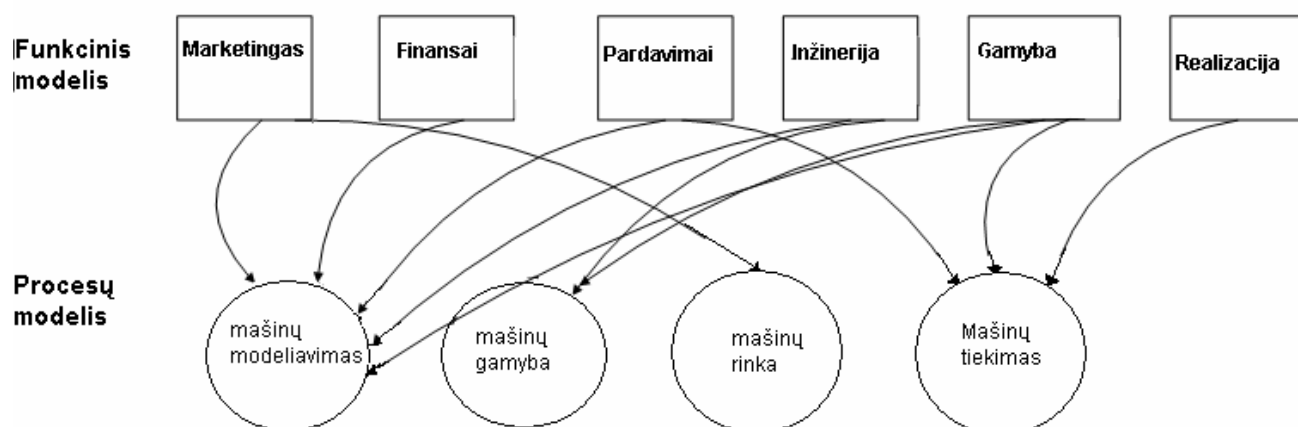 Funkcinis
modelis
Marketingas
Finansai
Pardavimai
Inžinerija
Gamyba
Realizacija
Procesų
modelis
mašinų
modeliavimas
mašinų
gamyba
mašinų
rinka
Mašinų
tiekimas